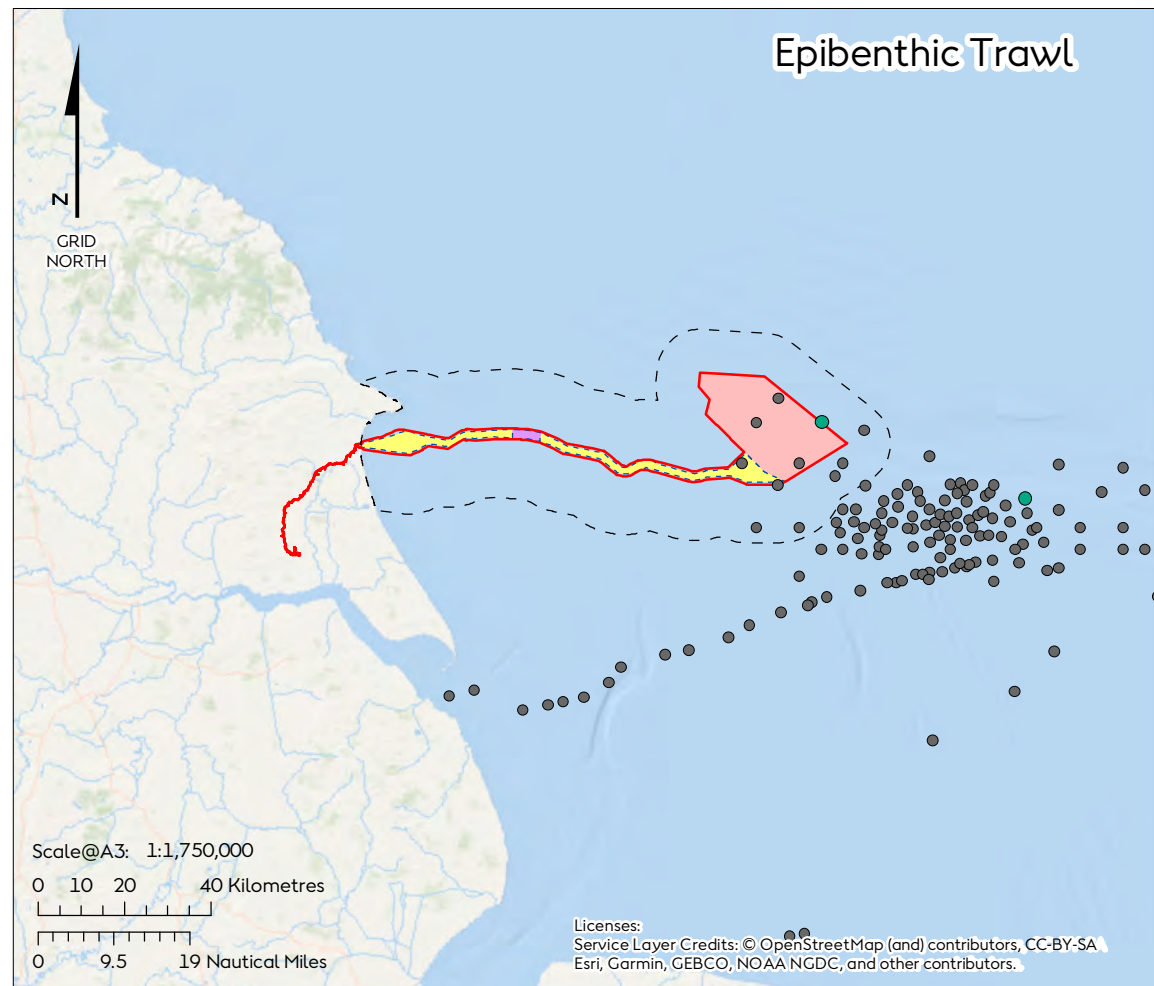 Epibenthic Trawl
N
GRID
NORTH
Scale@A3: 1:1,750,000
0 10 20 40 Kilometres
0 9.5 19 Nautical Miles
Licenses:
Service Layer Credits: © OpenStreetMap (and) contributors, CC-BY-SA
Esri, Garmin, GEBCO, NOAA NGDC, and other contributors.